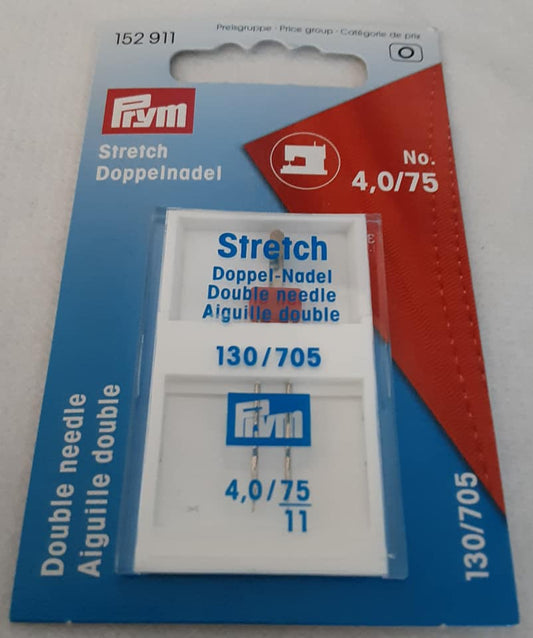 152 911
Preisgruppe · Price group · Catégorie de prix
O
Prym
Stretch
Doppelnadel
No.
4,0/75
Stretch
Doppel-Nadel
Double needle
Aiguille double
130/705
Prym
4,0/75
11
Double needle
Aiguille double
130/705